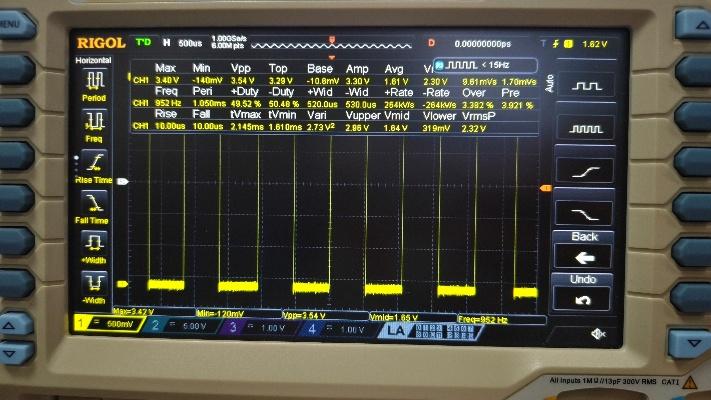 MENU
RIGOL T'D H 500us 1.00GSa/s 6.00M pts D 0.00000000ps T 1.62 V
Horizontal
Period
Freq
Rise Time
Fall Time
+Width
-Width
< 15Hz
Auto
Max Min Vpp Top Base Amp Avg
CH1 3.40 V -140mV 3.54 V 3.29 V -10.8mV 3.30 V 1.61 V 2.30 V 9.61mVs 1.70mVs
Freq Peri +Duty -Duty +Wid -Wid +Rate -Rate Over Pre
CH1 952 Hz 1.050ms 49.52 % 50.48 % 520.0us 530.0us 264kV/s -264kV/s 3.382 % 3.921 %
Rise Fall tVmax tVmin Vari Vupper Vmid Vlower VrmsP
CH1 10.00us 10.00us 2.145ms 1.610ms 2.73 V² 2.96 V 1.64 V 319mV 2.32 V
Back
Undo
Max=3.42 V Min=-120mV Vpp=3.54 V Vmid=1.65 V Freq=952 Hz
1 = 500mV 2 = 5.00 V 3 = 1.00 V 4 = 1.00 V LA
All inputs 1MΩ//13pF 300V RMS CAT I